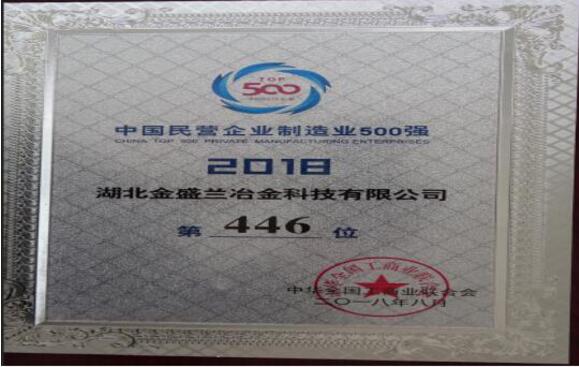 TOP
500
中国民营企业制造业500强
CHINA TOP 500 PRIVATE MANUFACTURING ENTERPRISES
2018
湖北金盛兰冶金科技有限公司
第 446 位
中华全国工商业联合会
二〇一八年八月